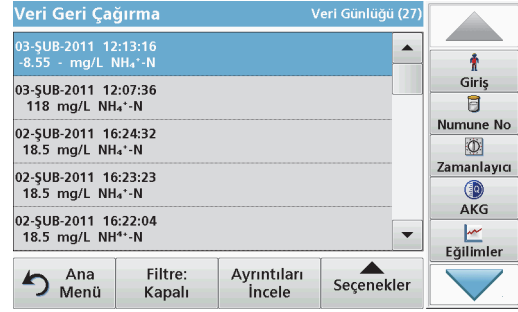 Veri Geri Çağırma
Veri Günlüğü (27)
03-ŞUB-2011 12:13:16
-8.55 - mg/L NH₄⁺-N
03-ŞUB-2011 12:07:36
118 mg/L NH₄⁺-N
02-ŞUB-2011 16:24:32
18.5 mg/L NH₄⁺-N
02-ŞUB-2011 16:23:23
18.5 mg/L NH₄⁺-N
02-ŞUB-2011 16:22:04
18.5 mg/L NH⁴⁺-N
Ana
Menü
Filtre:
Kapalı
Ayrıntıları
İncele
Seçenekler
Giriş
Numune No
Zamanlayıcı
AKG
Eğilimler